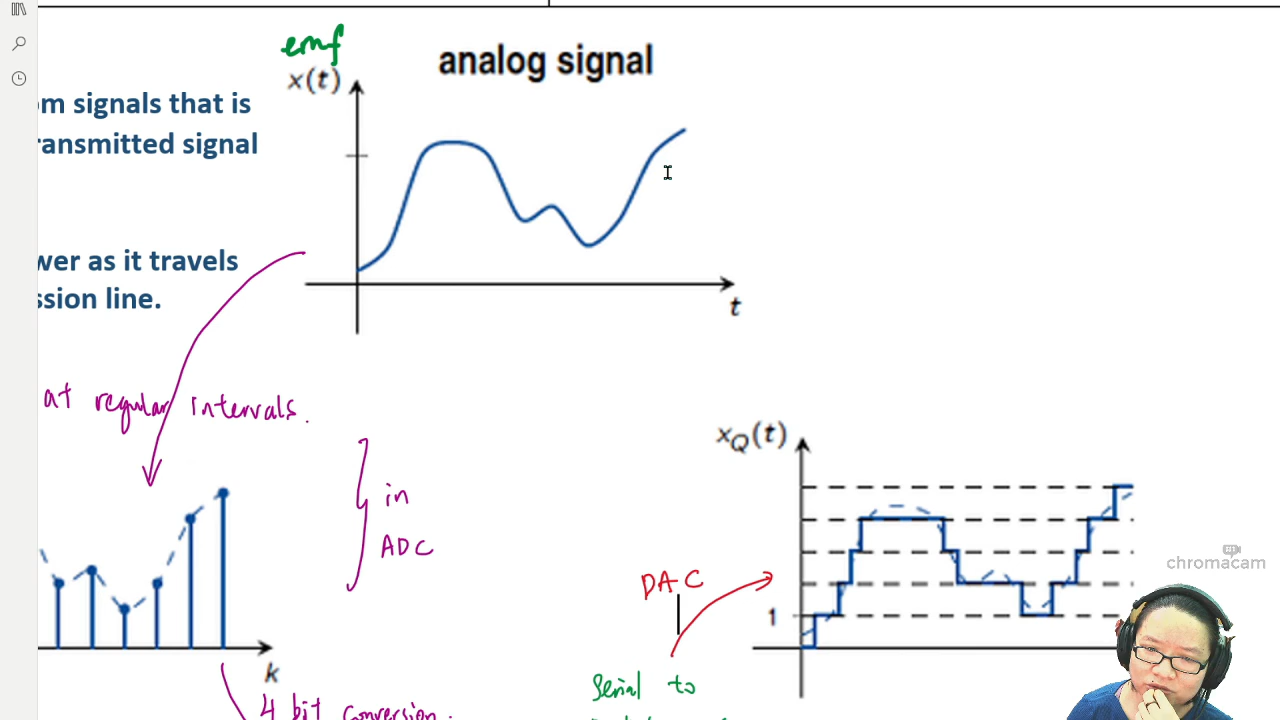 emf
analog signal
x(t)
om signals that is
ransmitted signal
t
wer as it travels
ssion line.
at regular intervals.
in
ADC
xQ(t)
chromacam
DAC
1
k
Serial to
4 bit conversion.